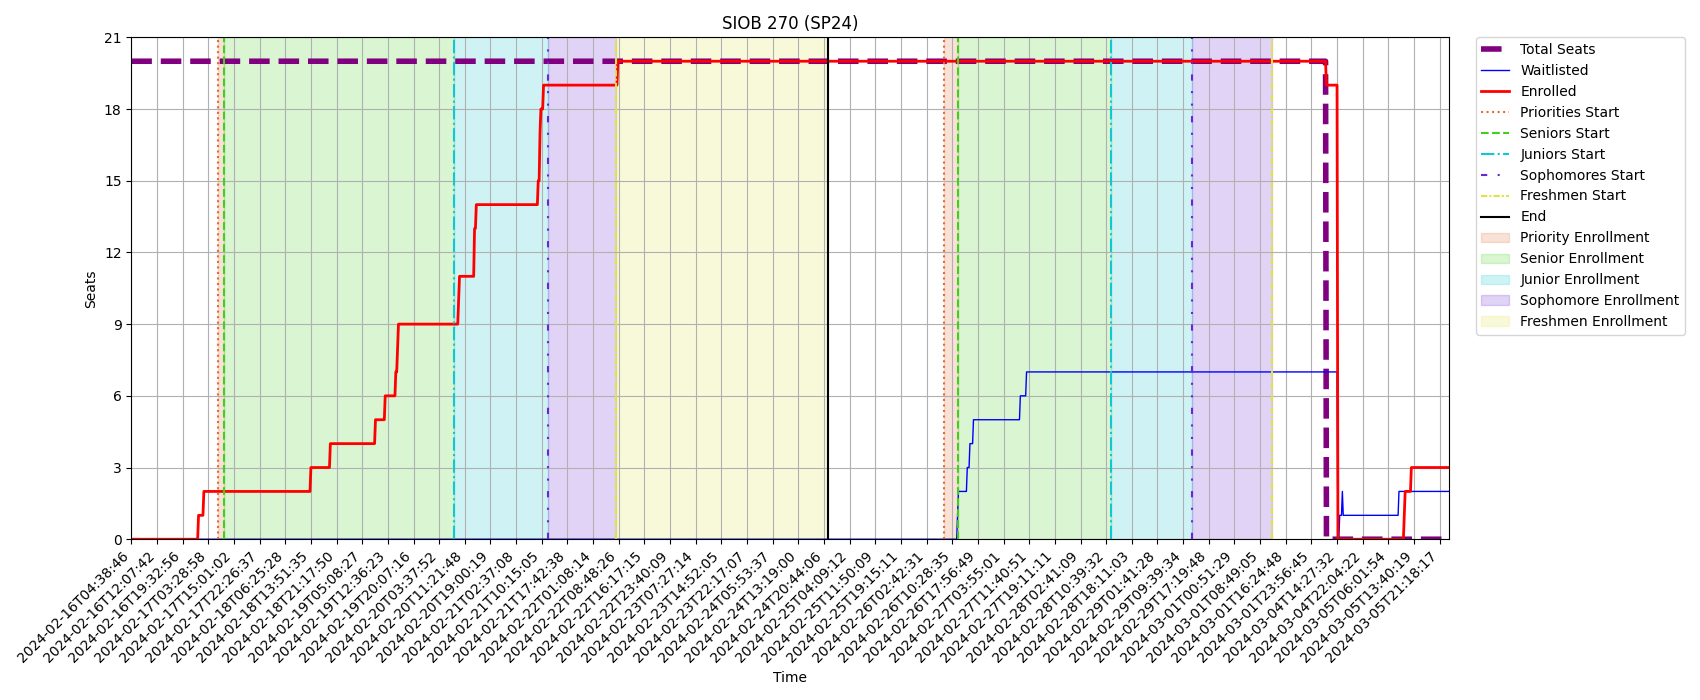 SIOB 270 (SP24)
21
18
15
12
9
6
3
0
Seats
2024-02-16T04:38:46
2024-02-16T12:07:42
2024-02-16T19:32:56
2024-02-17T03:28:58
2024-02-17T15:01:02
2024-02-17T22:26:37
2024-02-18T06:25:28
2024-02-18T13:51:35
2024-02-18T21:17:50
2024-02-19T05:08:27
2024-02-19T12:36:23
2024-02-19T20:07:16
2024-02-20T03:37:52
2024-02-20T11:21:48
2024-02-20T19:00:19
2024-02-21T02:37:08
2024-02-21T10:15:05
2024-02-21T17:42:38
2024-02-22T01:08:14
2024-02-22T08:48:26
2024-02-22T16:17:15
2024-02-22T23:40:09
2024-02-23T07:27:14
2024-02-23T14:52:05
2024-02-23T22:17:07
2024-02-24T05:53:37
2024-02-24T13:19:00
2024-02-24T20:44:06
2024-02-25T04:09:12
2024-02-25T11:50:09
2024-02-25T19:15:11
2024-02-26T02:42:31
2024-02-26T10:28:35
2024-02-26T17:56:49
2024-02-27T03:55:01
2024-02-27T11:40:51
2024-02-27T19:11:11
2024-02-28T02:41:09
2024-02-28T10:39:32
2024-02-28T18:11:03
2024-02-29T01:41:28
2024-02-29T09:39:34
2024-02-29T17:19:48
2024-03-01T00:51:29
2024-03-01T08:49:05
2024-03-01T16:24:48
2024-03-01T23:56:45
2024-03-04T14:27:32
2024-03-04T22:04:22
2024-03-05T06:01:54
2024-03-05T13:40:19
2024-03-05T21:18:17
Time
Total Seats
Waitlisted
Enrolled
Priorities Start
Seniors Start
Juniors Start
Sophomores Start
Freshmen Start
End
Priority Enrollment
Senior Enrollment
Junior Enrollment
Sophomore Enrollment
Freshmen Enrollment